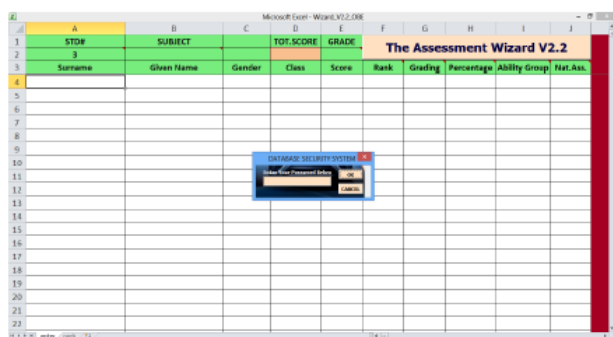 Microsoft Excel - Wizard_V2.2_DBE
A B C D E F G H I J
1 STD# SUBJECT TOT.SCORE GRADE The Assessment Wizard V2.2
2 3
3 Surname Given Name Gender Class Score Rank Grading Percentage Ability Group Nat.Ass.
4
5
6
7
8
9
DATABASE SECURITY SYSTEM
10
Enter Your Password Below
11 OK
12 CANCEL
13
14
15
16
17
18
19
20
21
22
entry